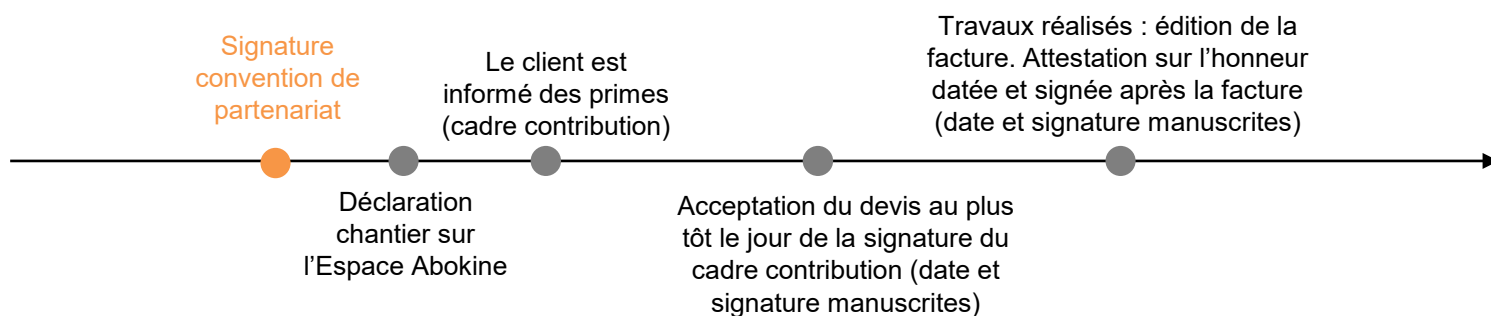 Signature
convention de
partenariat
Déclaration
chantier sur
l’Espace Abokine
Le client est
informé des primes
(cadre contribution)
Acceptation du devis au plus
tôt le jour de la signature du
cadre contribution (date et
signature manuscrites)
Travaux réalisés : édition de la
facture. Attestation sur l’honneur
datée et signée après la facture
(date et signature manuscrites)